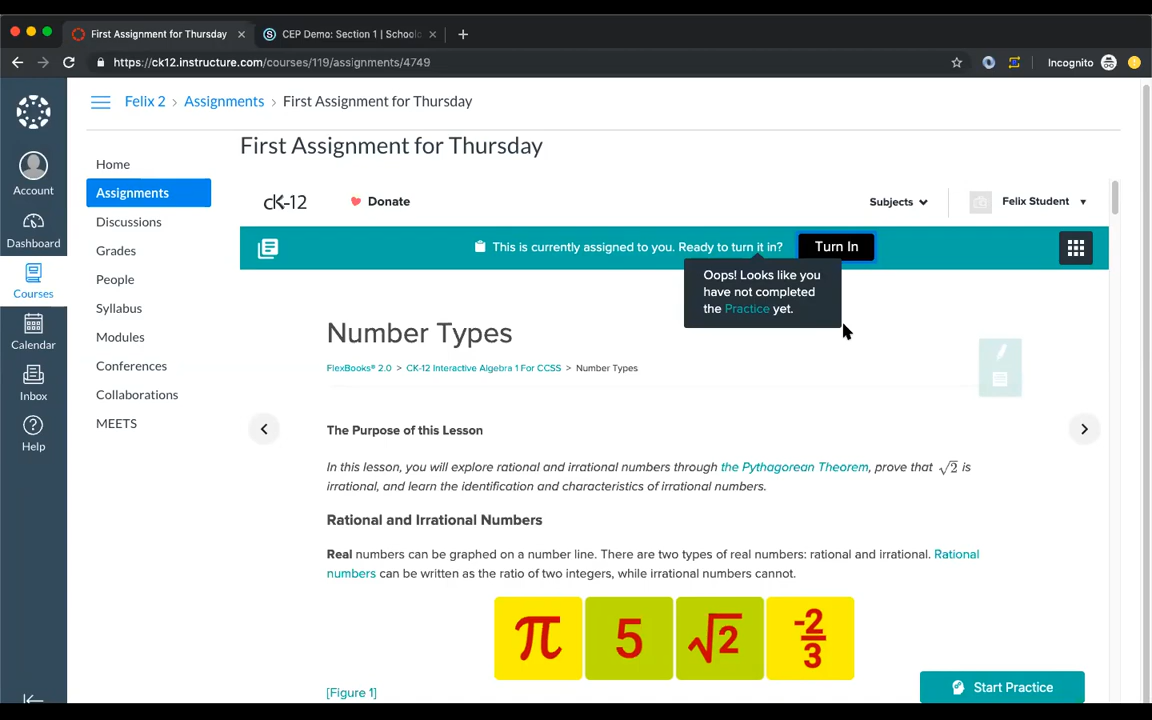 First Assignment for Thursday
CEP Demo: Section 1 | Schoolo
https://ck12.instructure.com/courses/119/assignments/4749
Incognito
Felix 2 > Assignments > First Assignment for Thursday
First Assignment for Thursday
Account
Dashboard
Courses
Calendar
Inbox
Help
Home
Assignments
Discussions
Grades
People
Syllabus
Modules
Conferences
Collaborations
MEETS
cK-12
Donate
Subjects
Felix Student
This is currently assigned to you. Ready to turn it in?
Turn In
Oops! Looks like you
have not completed
the Practice yet.
Number Types
FlexBooks® 2.0 > CK-12 Interactive Algebra 1 For CCSS > Number Types
The Purpose of this Lesson
In this lesson, you will explore rational and irrational numbers through the Pythagorean Theorem, prove that √2 is
irrational, and learn the identification and characteristics of irrational numbers.
Rational and Irrational Numbers
Real numbers can be graphed on a number line. There are two types of real numbers: rational and irrational. Rational
numbers can be written as the ratio of two integers, while irrational numbers cannot.
π 5 √2 -2/3
[Figure 1]
Start Practice